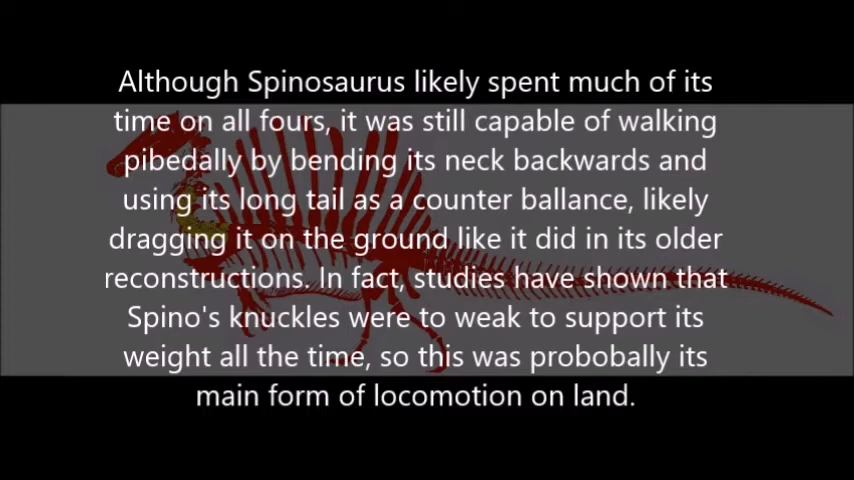 Although Spinosaurus likely spent much of its
time on all fours, it was still capable of walking
pibedally by bending its neck backwards and
using its long tail as a counter ballance, likely
dragging it on the ground like it did in its older
reconstructions. In fact, studies have shown that
Spino's knuckles were to weak to support its
weight all the time, so this was probobally its
main form of locomotion on land.